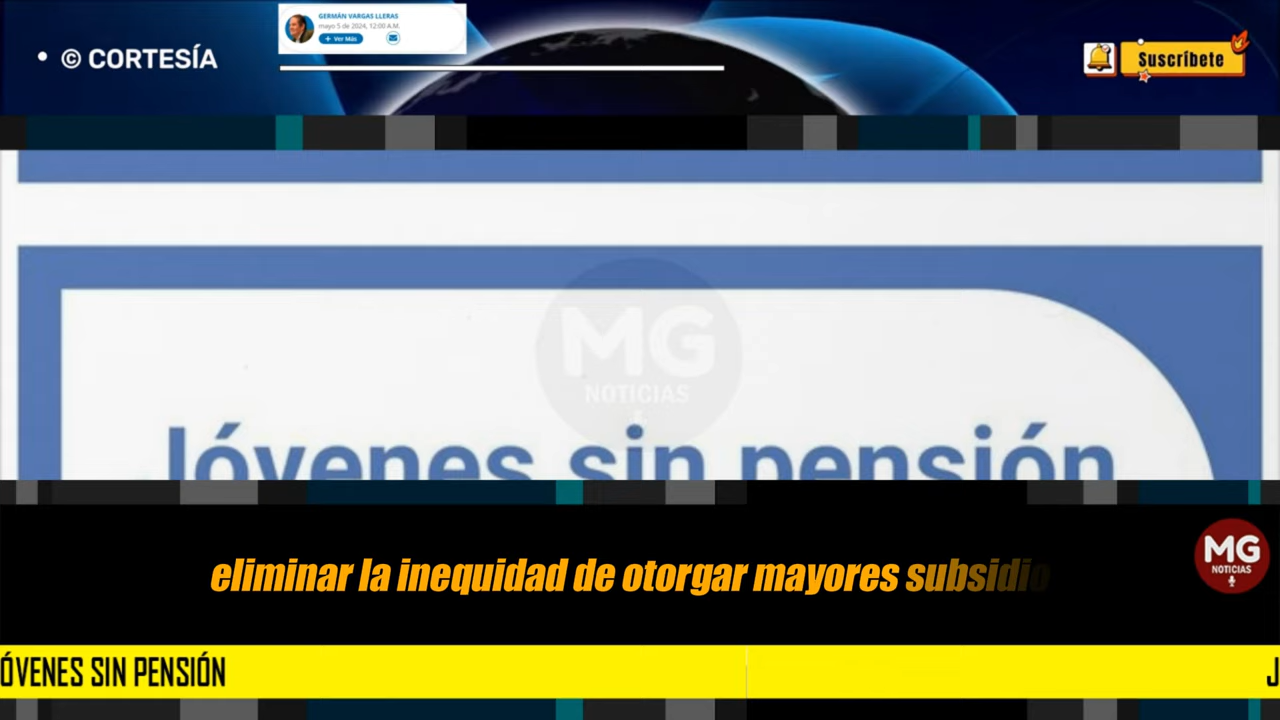 GERMÁN VARGAS LLERAS
mayo 5 de 2024, 12:00 A.M.
+ Ver Más
• © CORTESÍA
Suscríbete
MG
NOTICIAS
Jóvenes sin pensión
eliminar la inequidad de otorgar mayores subsidio
MG
NOTICIAS
ÓVENES SIN PENSIÓN
J